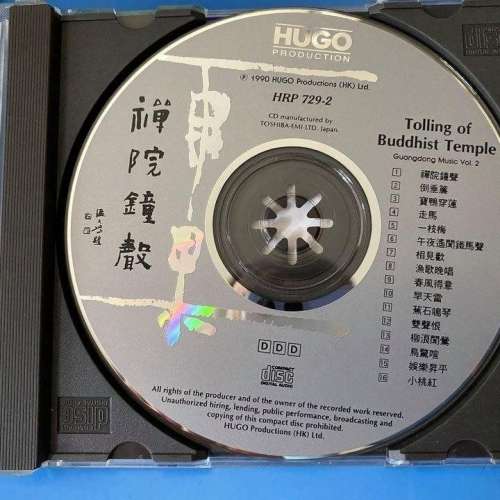 HUGO
PRODUCTION
℗ 1990 HUGO Productions (HK) Ltd.
HRP 729-2
CD manufactured by
TOSHIBA-EMI LTD. Japan.
禪院鐘聲
Tolling of
Buddhist Temple
Guangdong Music Vol. 2
1 禪院鐘聲
2 倒垂簾
3 寶鴨穿蓮
4 走馬
5 一枝梅
6 午夜遙聞鐵馬聲
7 相見歡
8 漁歌晚唱
9 春風得意
10 旱天雷
11 蕉石鳴琴
12 雙聲恨
13 柳浪聞鶯
14 鳥驚喧
15 娛樂昇平
16 小桃紅
DDD
COMPACT
disc
DIGITAL AUDIO
All rights of the producer and of the owner of the recorded work reserved.
Unauthorized hiring, lending, public performance, broadcasting and
copying of this compact disc prohibited.
HUGO Productions (HK) Ltd.
disc
disc